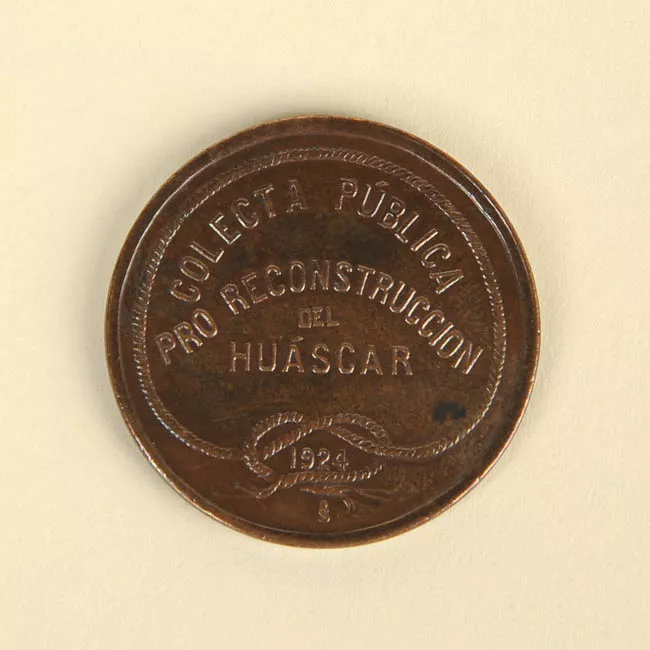 COLECTA PÚBLICA
PRO RECONSTRUCCION
DEL
HUÁSCAR
1924